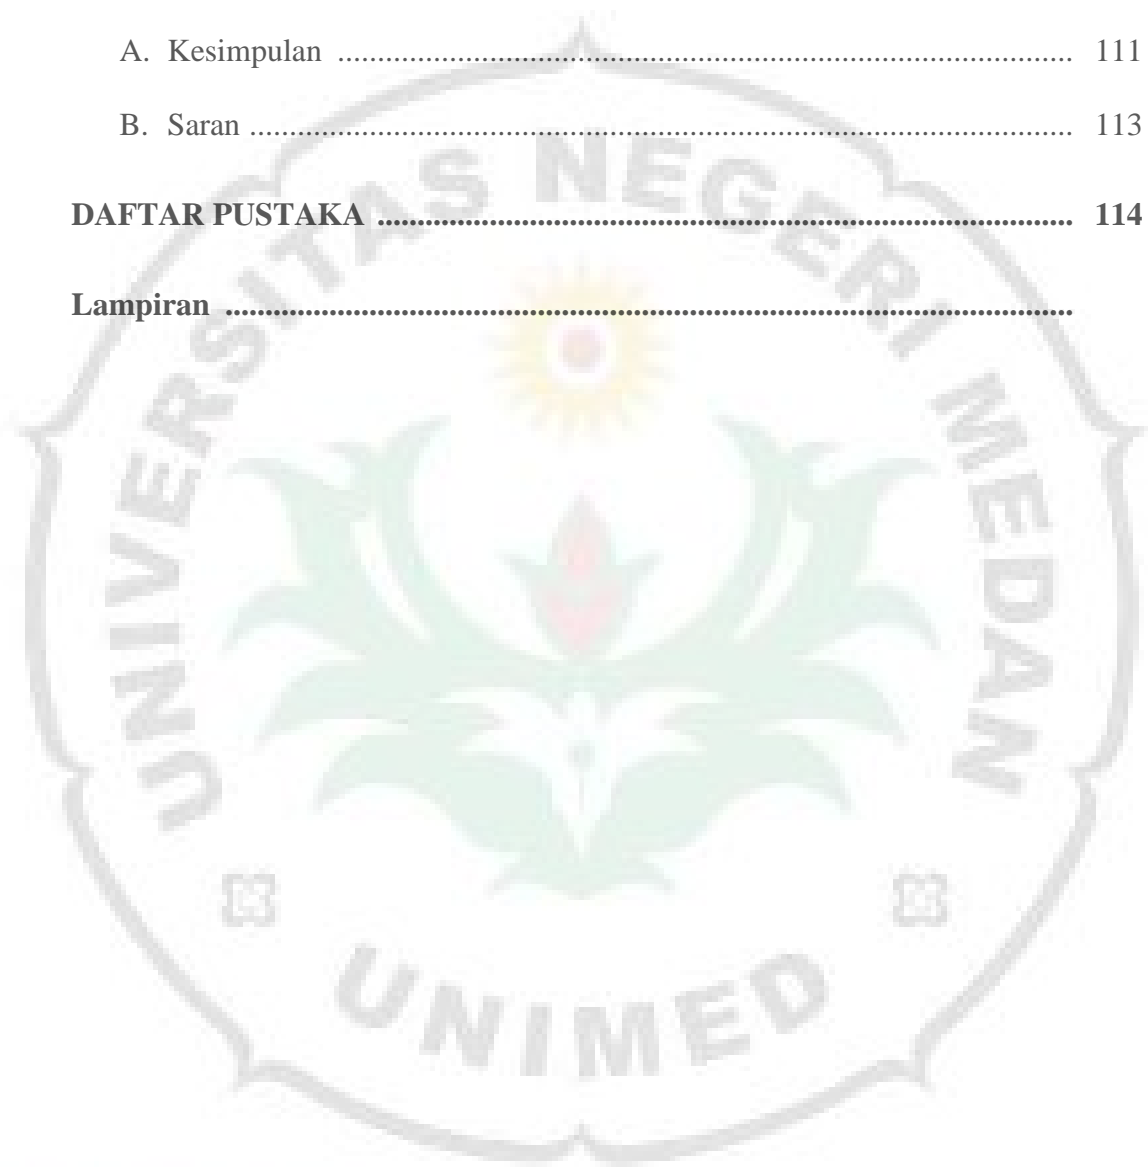 A. Kesimpulan ........................................................................................... 111
B. Saran ...................................................................................................... 113
DAFTAR PUSTAKA ...................................................................................... 114
Lampiran .........................................................................................................
UNIVERSITAS NEGERI MEDAN
UNIMED